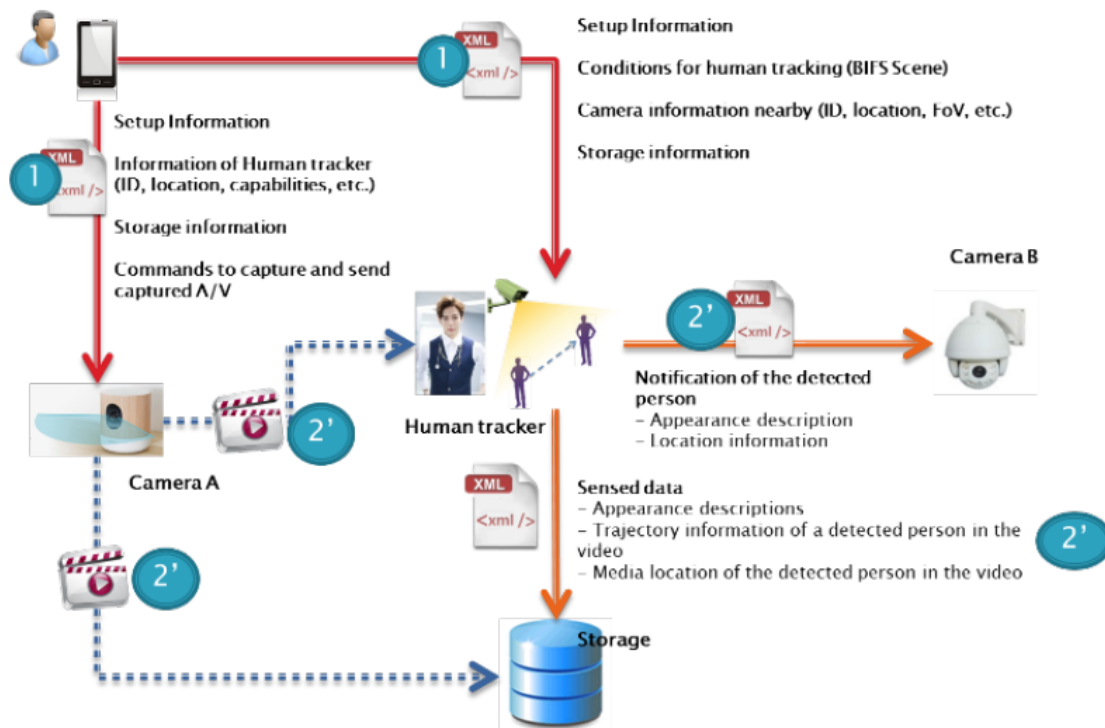 1
XML
<xml />
Setup Information
Conditions for human tracking (BIFS Scene)
Camera information nearby (ID, location, FoV, etc.)
Storage information
Setup Information
1
XML
<xml />
Information of Human tracker
(ID, location, capabilities, etc.)
Storage information
Commands to capture and send
captured A/V
Camera B
2'
XML
<xml />
2'
Notification of the detected
person
- Appearance description
- Location information
Human tracker
Camera A
XML
<xml />
Sensed data
- Appearance descriptions
- Trajectory information of a detected person in the
video
- Media location of the detected person in the video
2'
2'
Storage